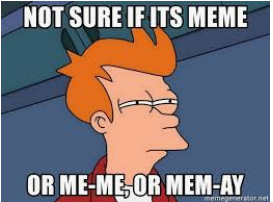 NOT SURE IF ITS MEME
OR ME-ME, OR MEM-AY
memegenerator.net